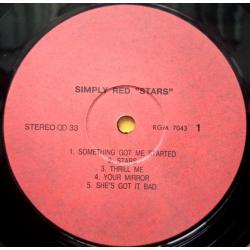 SIMPLY RED "STARS"
STEREO ꝎD 33 RGM 7043 1
1. SOMETHING GOT ME STARTED
2. STARS
3. THRILL ME
4. YOUR MIRROR
5. SHE'S GOT IT BAD